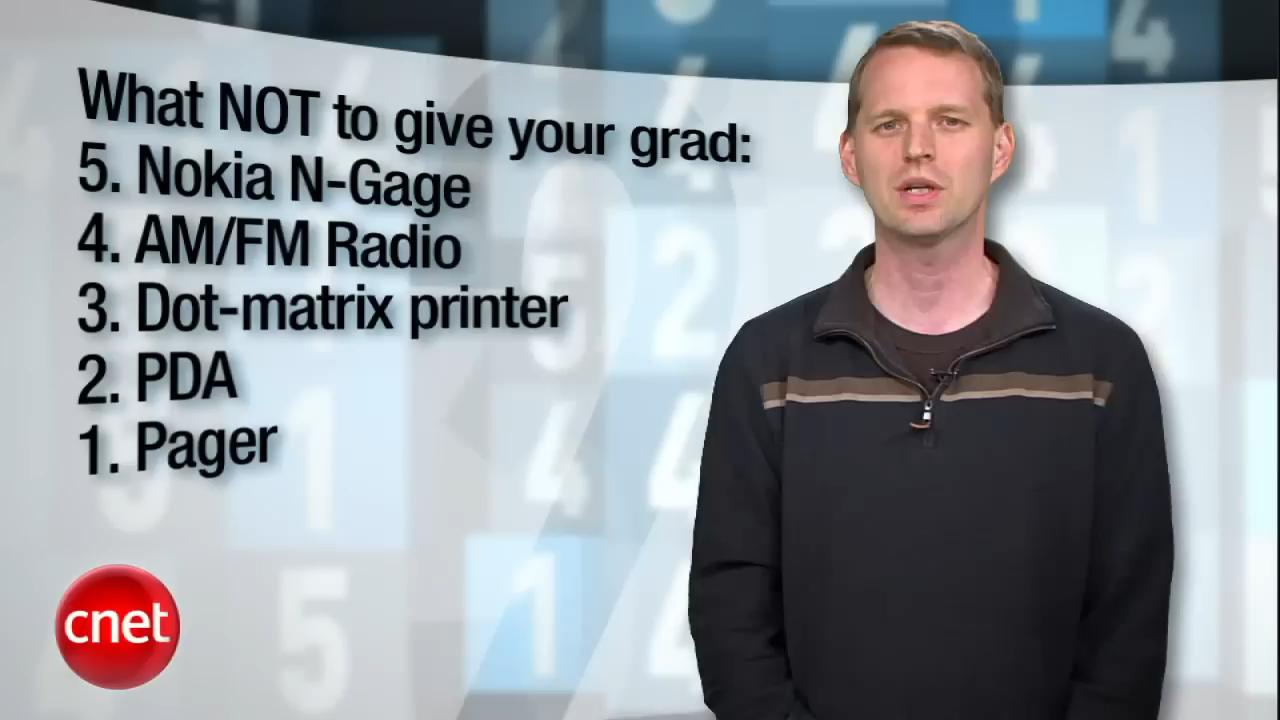 What NOT to give your grad:
5. Nokia N-Gage
4. AM/FM Radio
3. Dot-matrix printer
2. PDA
1. Pager
cnet